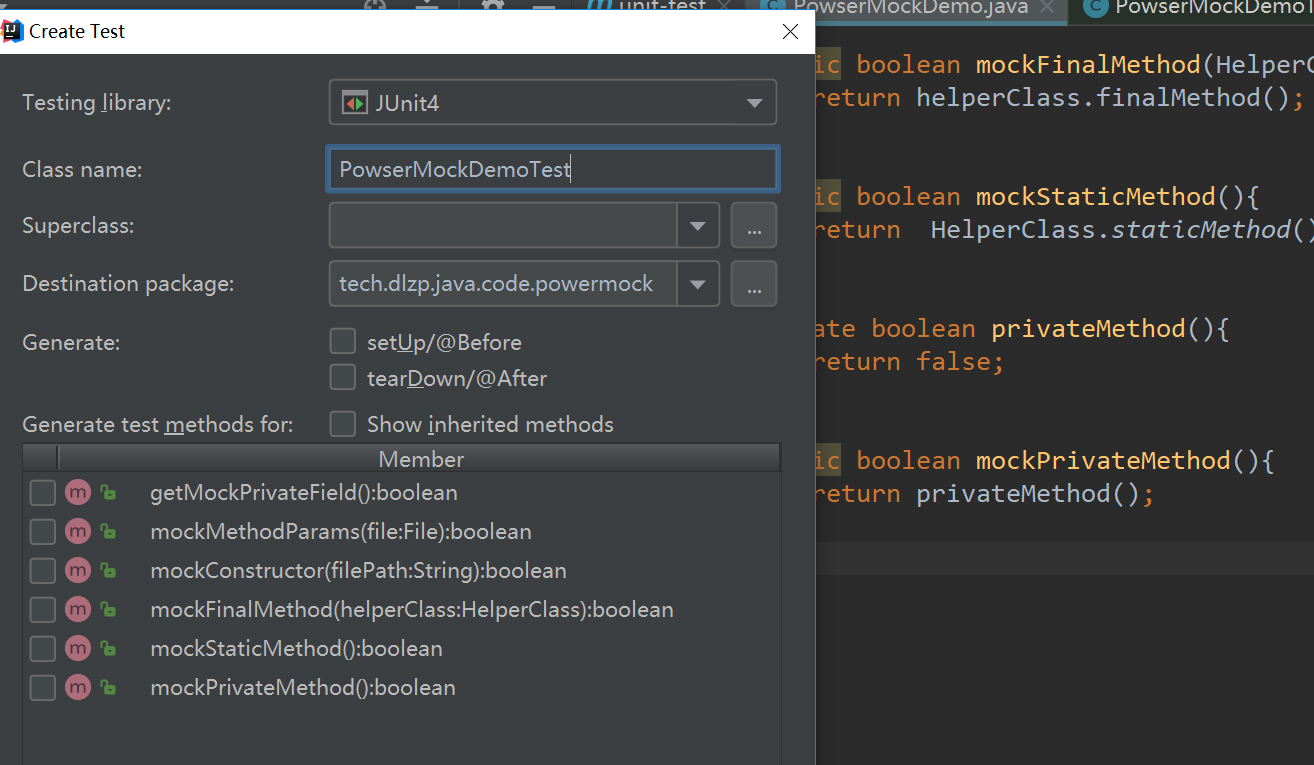 unit-test
PowserMockDemo.java
PowserMockDemoT
Create Test
Testing library:
JUnit4
Class name:
PowserMockDemoTest
Superclass:
...
Destination package:
tech.dlzp.java.code.powermock
...
Generate:
setUp/@Before
tearDown/@After
Generate test methods for:
Show inherited methods
Member
m getMockPrivateField():boolean
m mockMethodParams(file:File):boolean
m mockConstructor(filePath:String):boolean
m mockFinalMethod(helperClass:HelperClass):boolean
m mockStaticMethod():boolean
m mockPrivateMethod():boolean
ic boolean mockFinalMethod(HelperC
return helperClass.finalMethod();
ic boolean mockStaticMethod(){
return HelperClass.staticMethod()
ate boolean privateMethod(){
return false;
ic boolean mockPrivateMethod(){
return privateMethod();